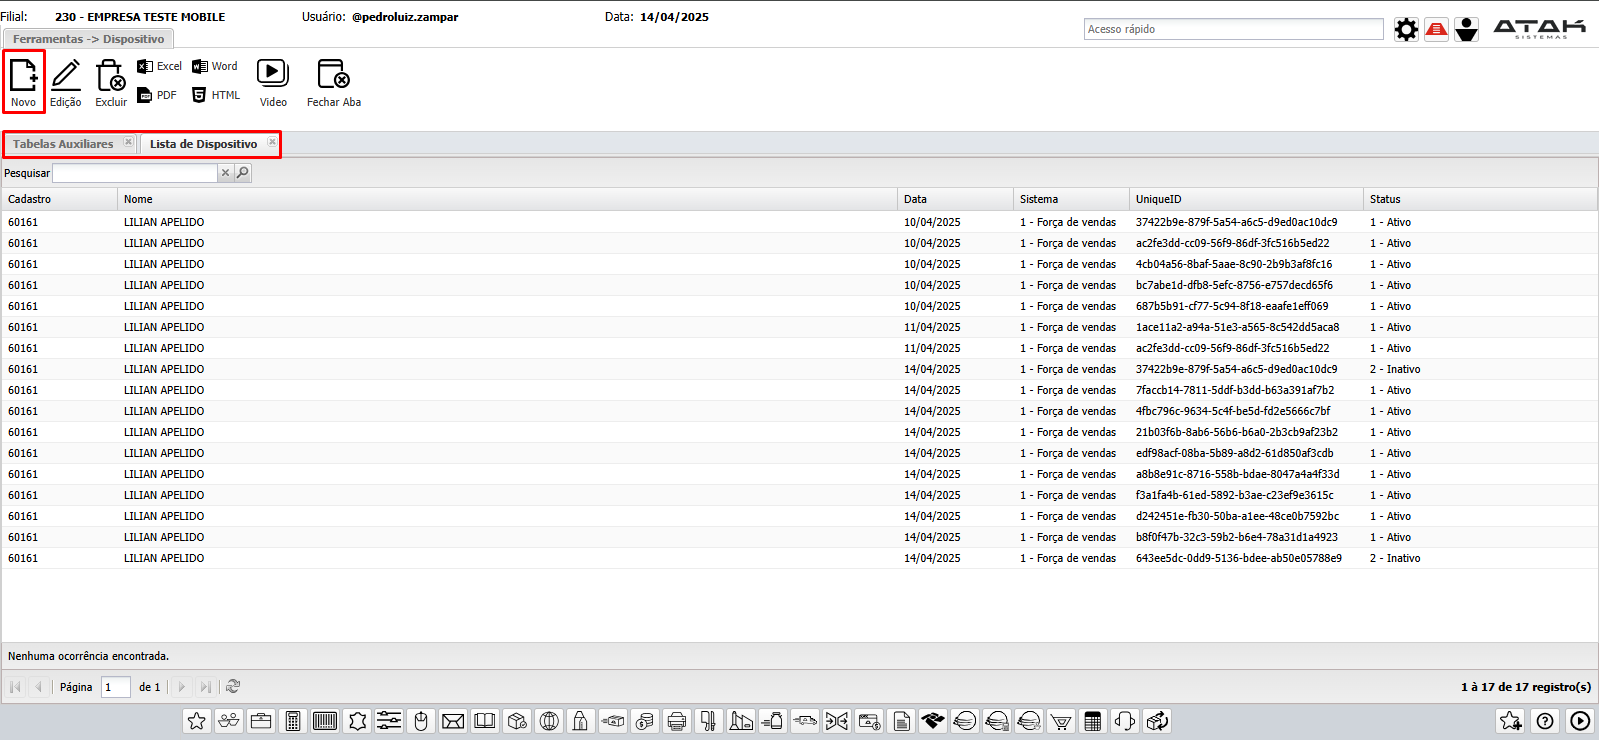 Filial: 230 - EMPRESA TESTE MOBILE Usuário: @pedroluiz.zampar Data: 14/04/2025
Ferramentas -> Dispositivo
Acesso rápido
ATAK
SISTEMAS
Novo Edição Excluir Excel Word PDF HTML Video Fechar Aba
Tabelas Auxiliares Lista de Dispositivo
Pesquisar
Cadastro Nome Data Sistema UniqueID Status
60161 LILIAN APELIDO 10/04/2025 1 - Força de vendas 37422b9e-879f-5a54-a6c5-d9ed0ac10dc9 1 - Ativo
60161 LILIAN APELIDO 10/04/2025 1 - Força de vendas ac2fe3dd-cc09-56f9-86df-3fc516b5ed22 1 - Ativo
60161 LILIAN APELIDO 10/04/2025 1 - Força de vendas 4cb04a56-8baf-5aae-8c90-2b9b3af8fc16 1 - Ativo
60161 LILIAN APELIDO 10/04/2025 1 - Força de vendas bc7abe1d-dfb8-5efc-8756-e757decd65f6 1 - Ativo
60161 LILIAN APELIDO 10/04/2025 1 - Força de vendas 687b5b91-cf77-5c94-8f18-eaafe1eff069 1 - Ativo
60161 LILIAN APELIDO 11/04/2025 1 - Força de vendas 1ace11a2-a94a-51e3-a565-8c542dd5aca8 1 - Ativo
60161 LILIAN APELIDO 11/04/2025 1 - Força de vendas ac2fe3dd-cc09-56f9-86df-3fc516b5ed22 1 - Ativo
60161 LILIAN APELIDO 14/04/2025 1 - Força de vendas 37422b9e-879f-5a54-a6c5-d9ed0ac10dc9 2 - Inativo
60161 LILIAN APELIDO 14/04/2025 1 - Força de vendas 7faccb14-7811-5ddf-b3dd-b63a391af7b2 1 - Ativo
60161 LILIAN APELIDO 14/04/2025 1 - Força de vendas 4fbc796c-9634-5c4f-be5d-fd2e5666c7bf 1 - Ativo
60161 LILIAN APELIDO 14/04/2025 1 - Força de vendas 21b03f6b-8ab6-56b6-b6a0-2b3cb9af23b2 1 - Ativo
60161 LILIAN APELIDO 14/04/2025 1 - Força de vendas edf98acf-08ba-5b89-a8d2-61d850af3cdb 1 - Ativo
60161 LILIAN APELIDO 14/04/2025 1 - Força de vendas a8b8e91c-8716-558b-bdae-8047a4a4f33d 1 - Ativo
60161 LILIAN APELIDO 14/04/2025 1 - Força de vendas f3a1fa4b-61ed-5892-b3ae-c23ef9e3615c 1 - Ativo
60161 LILIAN APELIDO 14/04/2025 1 - Força de vendas d242451e-fb30-50ba-a1ee-48ce0b7592bc 1 - Ativo
60161 LILIAN APELIDO 14/04/2025 1 - Força de vendas b8f0f47b-32c3-59b2-b6e4-78a31d1a4923 1 - Ativo
60161 LILIAN APELIDO 14/04/2025 1 - Força de vendas 643ee5dc-0dd9-5136-bdee-ab50e05788e9 2 - Inativo
Nenhuma ocorrência encontrada.
Página 1 de 1 1 à 17 de 17 registro(s)